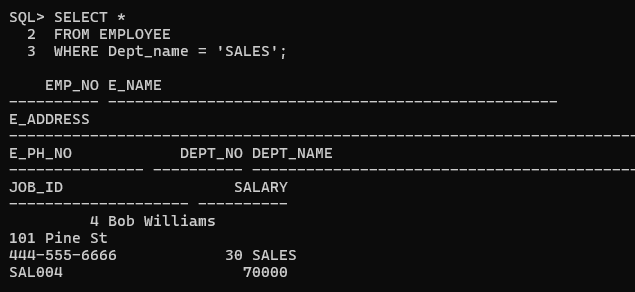 SQL> SELECT *
  2  FROM EMPLOYEE
  3  WHERE Dept_name = 'SALES';

    EMP_NO E_NAME
---------- --------------------------------------------------
E_ADDRESS
----------------------------------------------------------------------
E_PH_NO            DEPT_NO DEPT_NAME
--------------- ---------- -------------------------------------------
JOB_ID                   SALARY
-------------------- ----------
         4 Bob Williams
101 Pine St
444-555-6666            30 SALES
SAL004                    70000